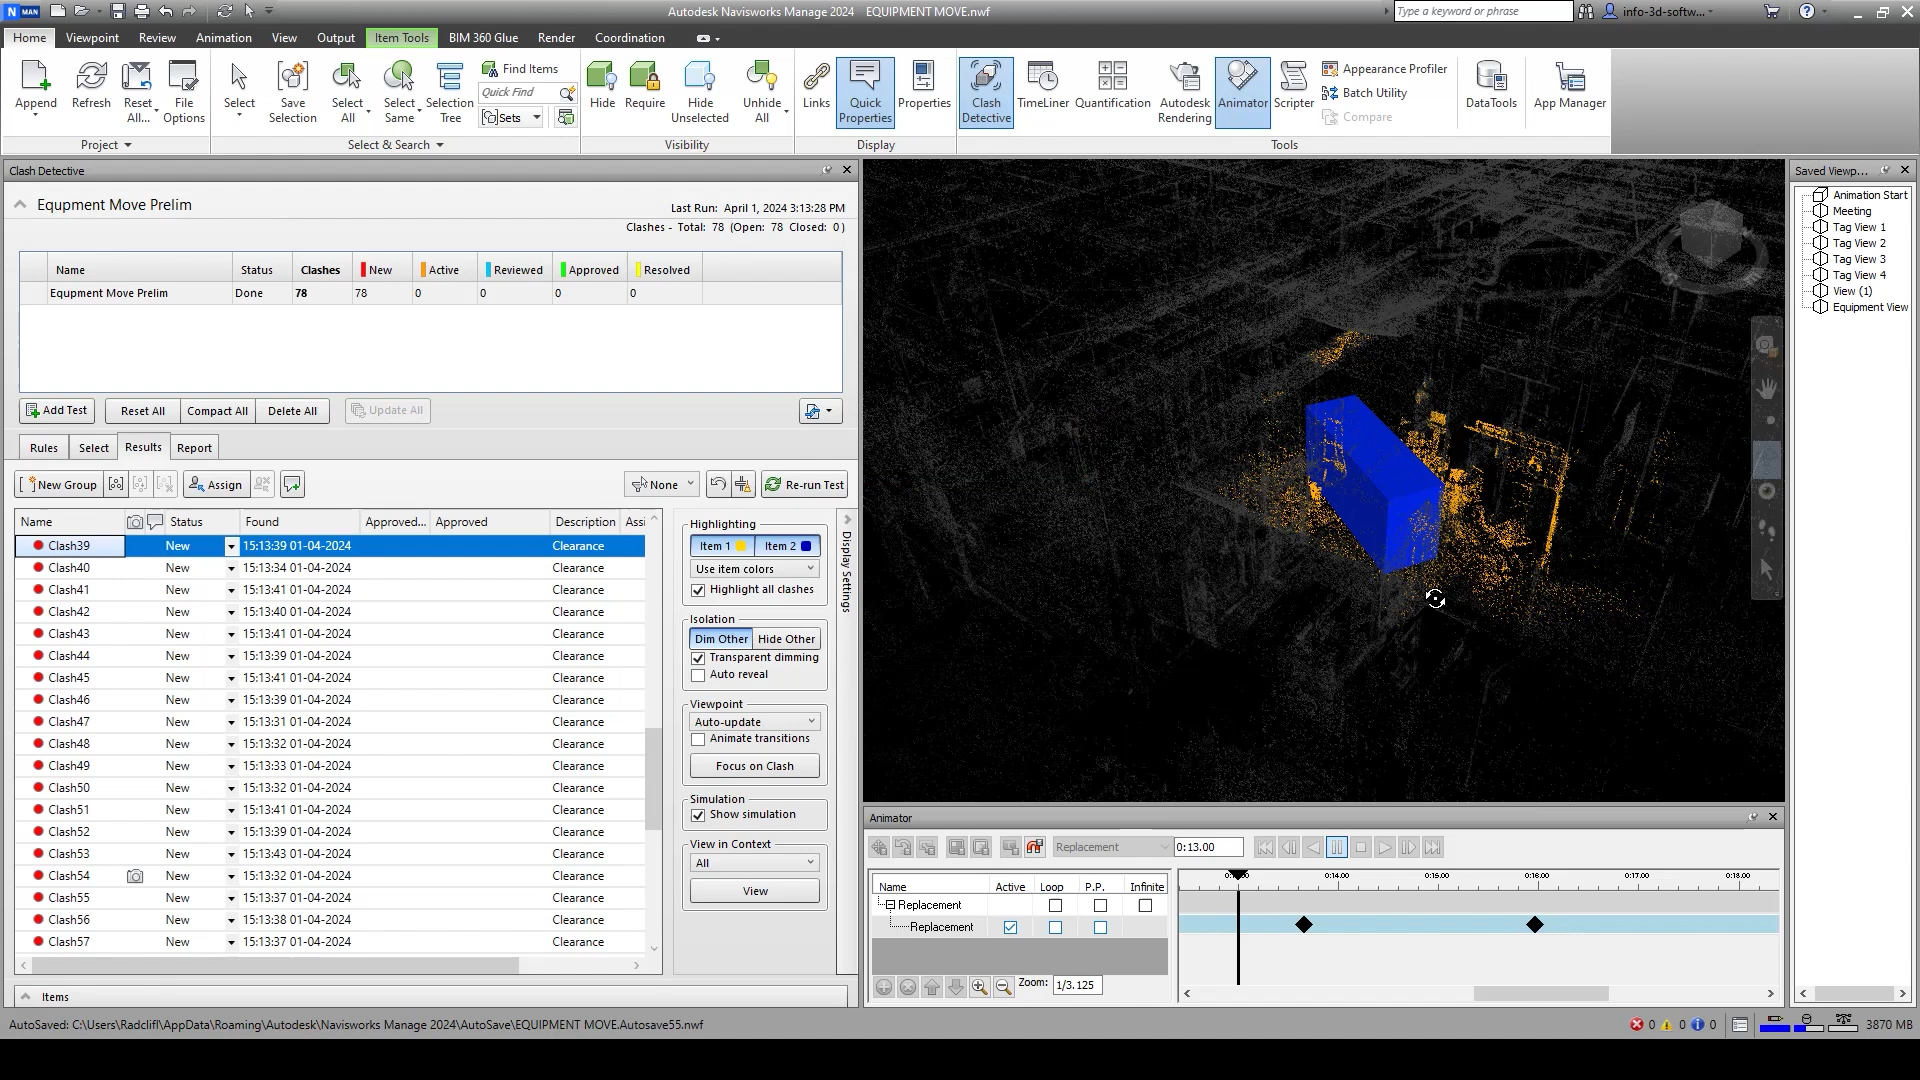 N MAN
Autodesk Navisworks Manage 2024 EQUIPMENT MOVE.nwf
Type a keyword or phrase
info-3d-softw...
Home Viewpoint Review Animation View Output Item Tools BIM 360 Glue Render Coordination
Append Refresh Reset All... File Options
Project
Select Save Selection Select All Select Same Selection Tree
Find Items
Quick Find
Sets
Select & Search
Hide Require Hide Unselected Unhide All
Visibility
Links Quick Properties Properties
Display
Clash Detective TimeLiner Quantification Autodesk Rendering Animator Scripter
Appearance Profiler
Batch Utility
Compare
DataTools App Manager
Tools
Clash Detective
Equpment Move Prelim
Last Run: April 1, 2024 3:13:28 PM
Clashes - Total: 78 (Open: 78 Closed: 0 )
Name Status Clashes New Active Reviewed Approved Resolved
Equpment Move Prelim Done 78 78 0 0 0 0
Add Test Reset All Compact All Delete All Update All
Rules Select Results Report
New Group Assign None Re-run Test
Name Status Found Approved... Approved Description Assi
Clash39 New 15:13:39 01-04-2024 Clearance
Clash40 New 15:13:34 01-04-2024 Clearance
Clash41 New 15:13:41 01-04-2024 Clearance
Clash42 New 15:13:40 01-04-2024 Clearance
Clash43 New 15:13:41 01-04-2024 Clearance
Clash44 New 15:13:39 01-04-2024 Clearance
Clash45 New 15:13:41 01-04-2024 Clearance
Clash46 New 15:13:39 01-04-2024 Clearance
Clash47 New 15:13:31 01-04-2024 Clearance
Clash48 New 15:13:32 01-04-2024 Clearance
Clash49 New 15:13:33 01-04-2024 Clearance
Clash50 New 15:13:32 01-04-2024 Clearance
Clash51 New 15:13:41 01-04-2024 Clearance
Clash52 New 15:13:39 01-04-2024 Clearance
Clash53 New 15:13:43 01-04-2024 Clearance
Clash54 New 15:13:32 01-04-2024 Clearance
Clash55 New 15:13:37 01-04-2024 Clearance
Clash56 New 15:13:38 01-04-2024 Clearance
Clash57 New 15:13:37 01-04-2024 Clearance
Items
Highlighting
Item 1 Item 2
Use item colors
Highlight all clashes
Isolation
Dim Other Hide Other
Transparent dimming
Auto reveal
Viewpoint
Auto-update
Animate transitions
Focus on Clash
Simulation
Show simulation
View in Context
All
View
Display Settings
Saved Viewp...
Animation Start
Meeting
Tag View 1
Tag View 2
Tag View 3
Tag View 4
View (1)
Equipment View
Animator
Replacement 0:13.00
Name Active Loop P.P. Infinite
Replacement
Replacement
Zoom: 1/3.125
0:14.00 0:15.00 0:16.00 0:17.00 0:18.00
AutoSaved: C:\Users\Radclifl\AppData\Roaming\Autodesk\Navisworks Manage 2024\AutoSave\EQUIPMENT MOVE.Autosave55.nwf
0 0 0 3870 MB